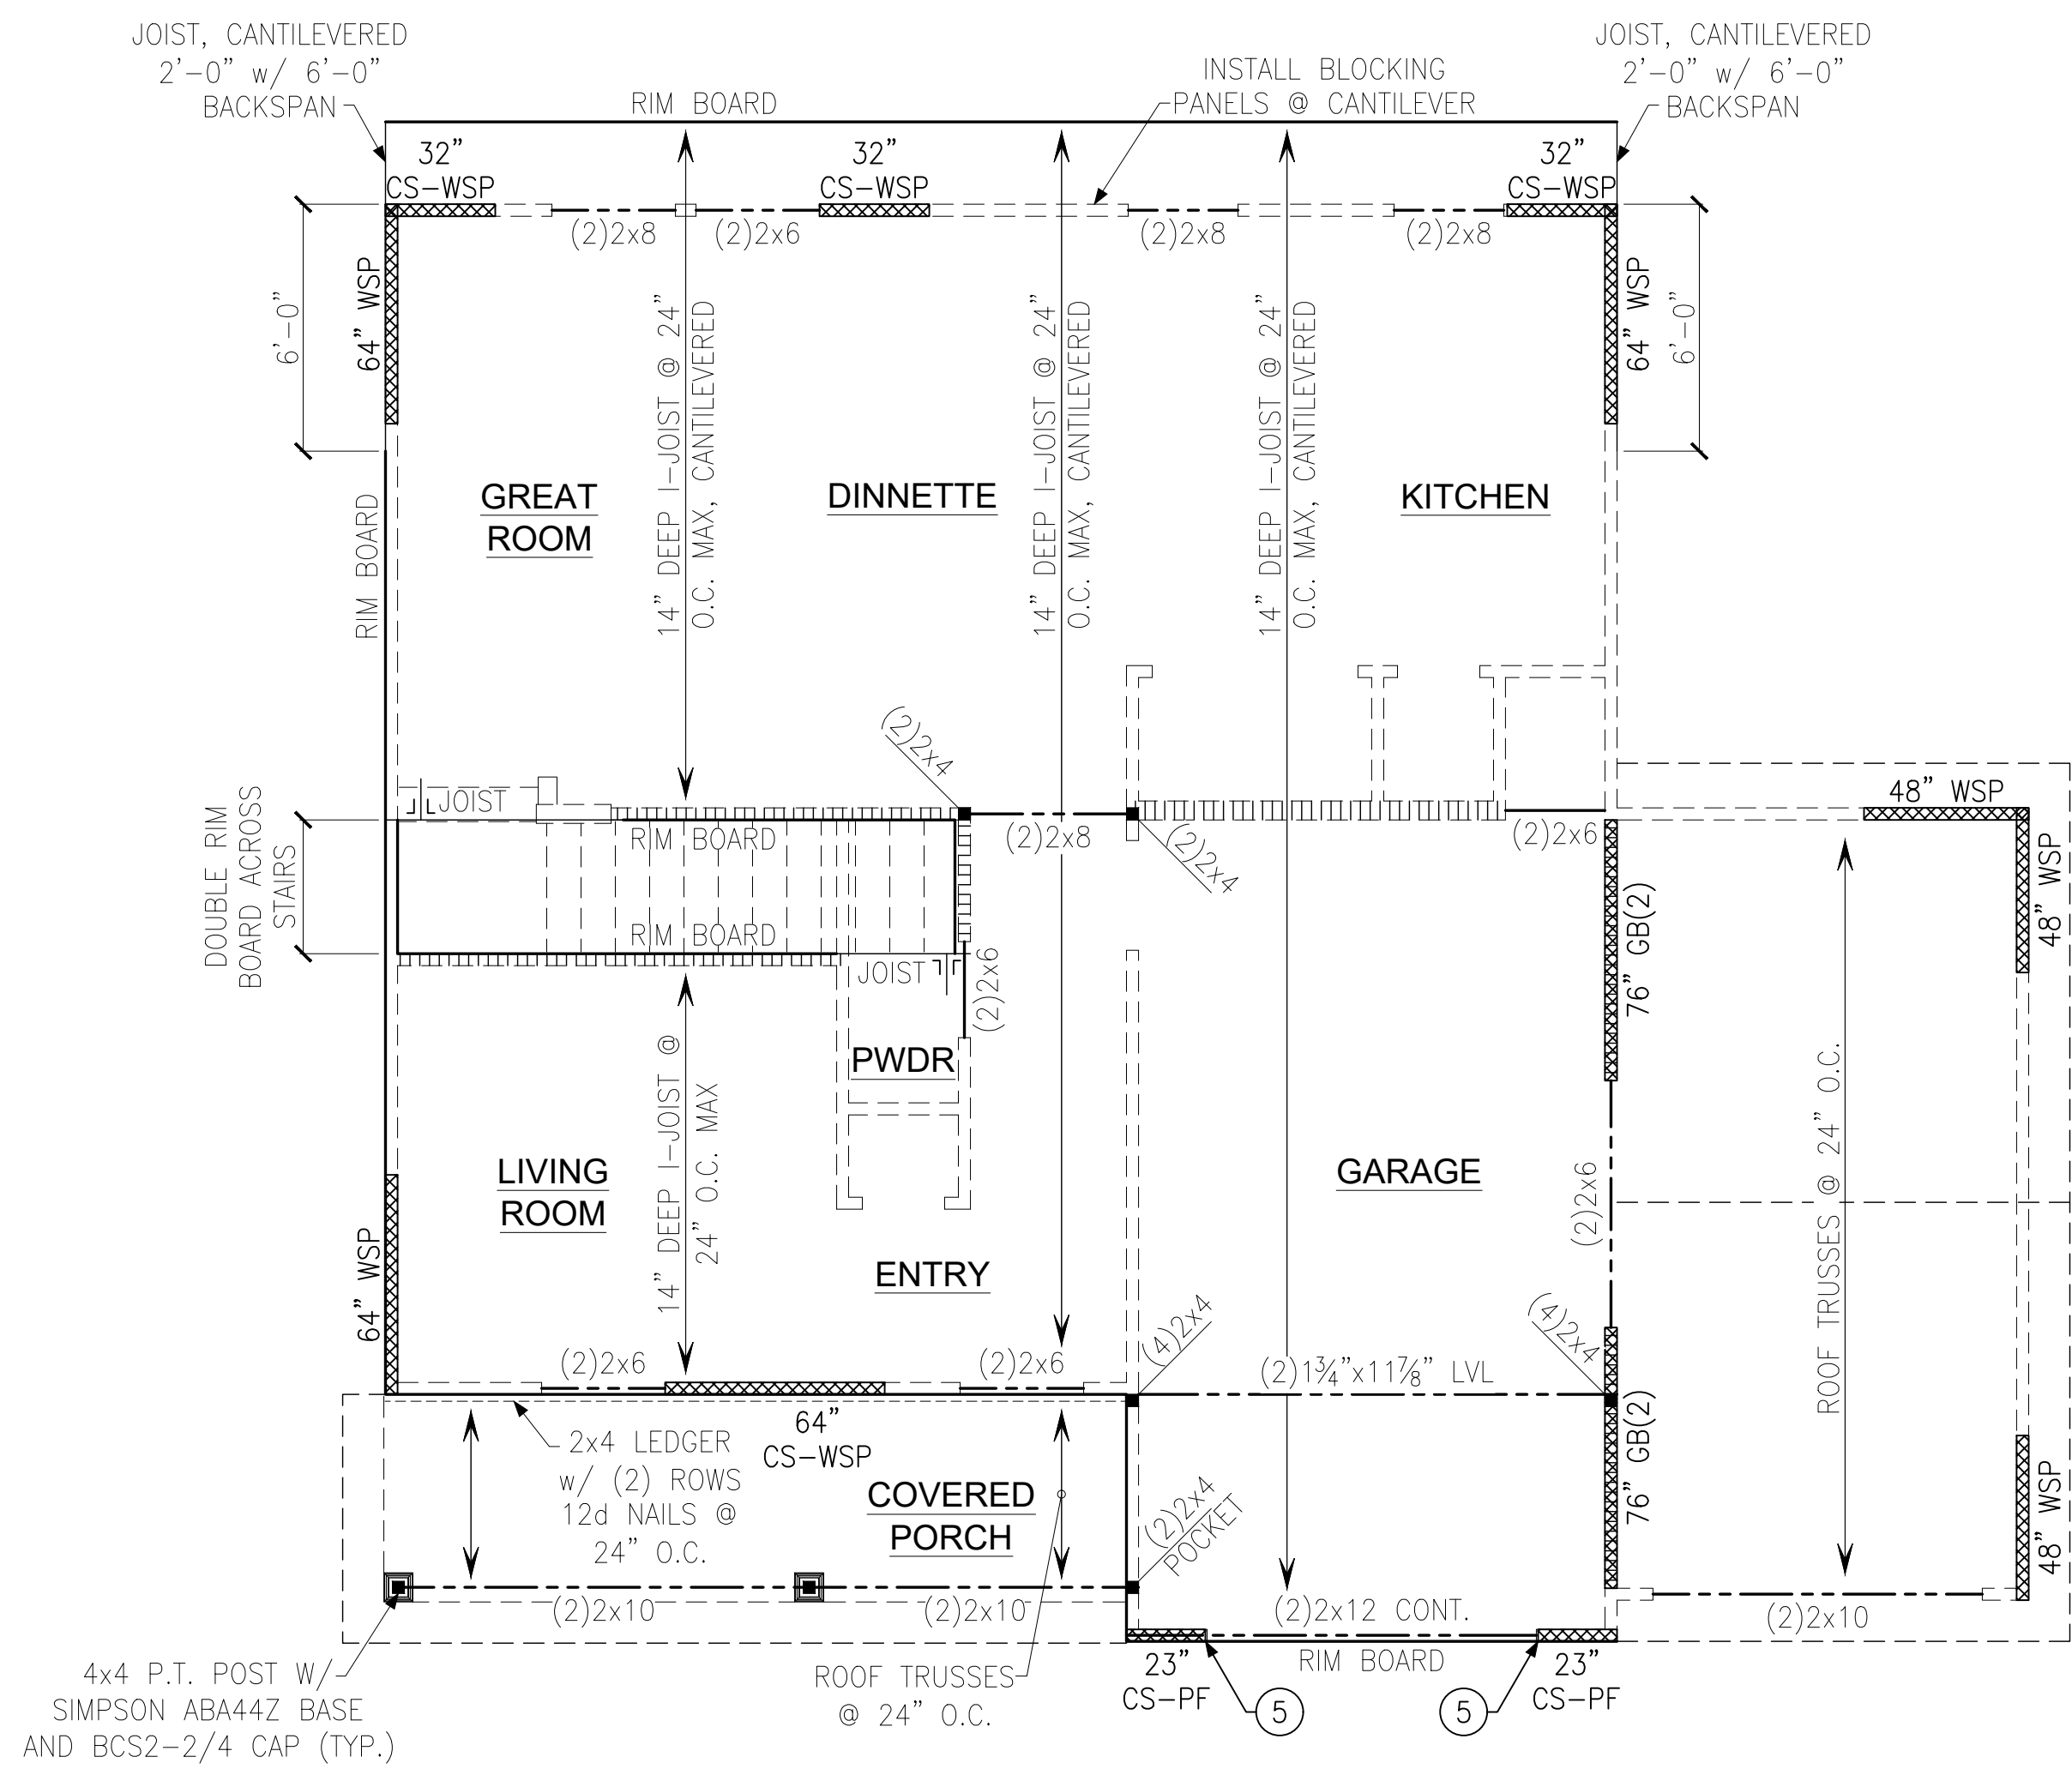 JOIST, CANTILEVERED
2'-0" w/ 6'-0"
BACKSPAN
RIM BOARD
INSTALL BLOCKING
PANELS @ CANTILEVER
JOIST, CANTILEVERED
2'-0" w/ 6'-0"
BACKSPAN
32"
CS-WSP
32"
CS-WSP
32"
CS-WSP
(2)2x8
(2)2x6
(2)2x8
(2)2x8
6'-0"
64" WSP
14" DEEP I-JOIST @ 24"
O.C. MAX, CANTILEVERED
14" DEEP I-JOIST @ 24"
O.C. MAX, CANTILEVERED
14" DEEP I-JOIST @ 24"
O.C. MAX, CANTILEVERED
64" WSP
6'-0"
GREAT
ROOM
DINNETTE
KITCHEN
RIM BOARD
(2)2x4
JOIST
RIM BOARD
(2)2x8
(2)2x4
(2)2x6
48" WSP
48" WSP
DOUBLE RIM
BOARD ACROSS
STAIRS
RIM BOARD
JOIST
(2)2x6
76" GB(2)
PWDR
14" DEEP I-JOIST @
24" O.C. MAX
LIVING
ROOM
GARAGE
(2)2x6
ROOF TRUSSES @ 24" O.C.
ENTRY
64" WSP
(2)2x6
(2)2x6
(4)2x4
(2)1¾"x11⅞" LVL
(4)2x4
64"
CS-WSP
2x4 LEDGER
w/ (2) ROWS
12d NAILS @
24" O.C.
COVERED
PORCH
(2)2x4
POCKET
76" GB(2)
48" WSP
(2)2x10
(2)2x10
(2)2x12 CONT.
(2)2x10
RIM BOARD
23"
CS-PF
23"
CS-PF
5
5
4x4 P.T. POST W/
SIMPSON ABA44Z BASE
AND BCS2-2/4 CAP (TYP.)
ROOF TRUSSES
@ 24" O.C.